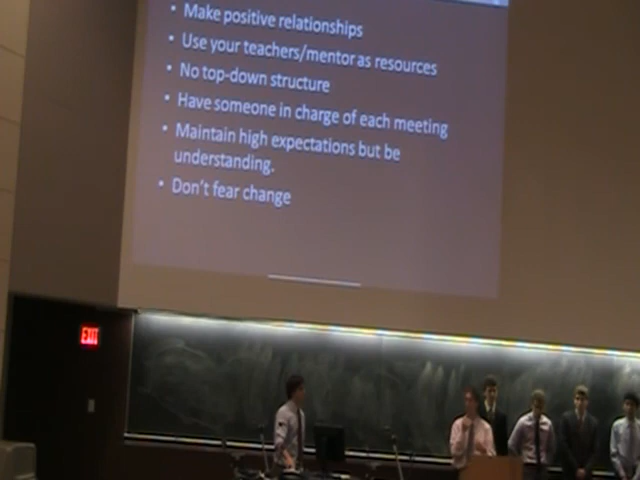 • Make positive relationships
• Use your teachers/mentor as resources
• No top-down structure
• Have someone in charge of each meeting
• Maintain high expectations but be
understanding.
• Don't fear change
EXIT